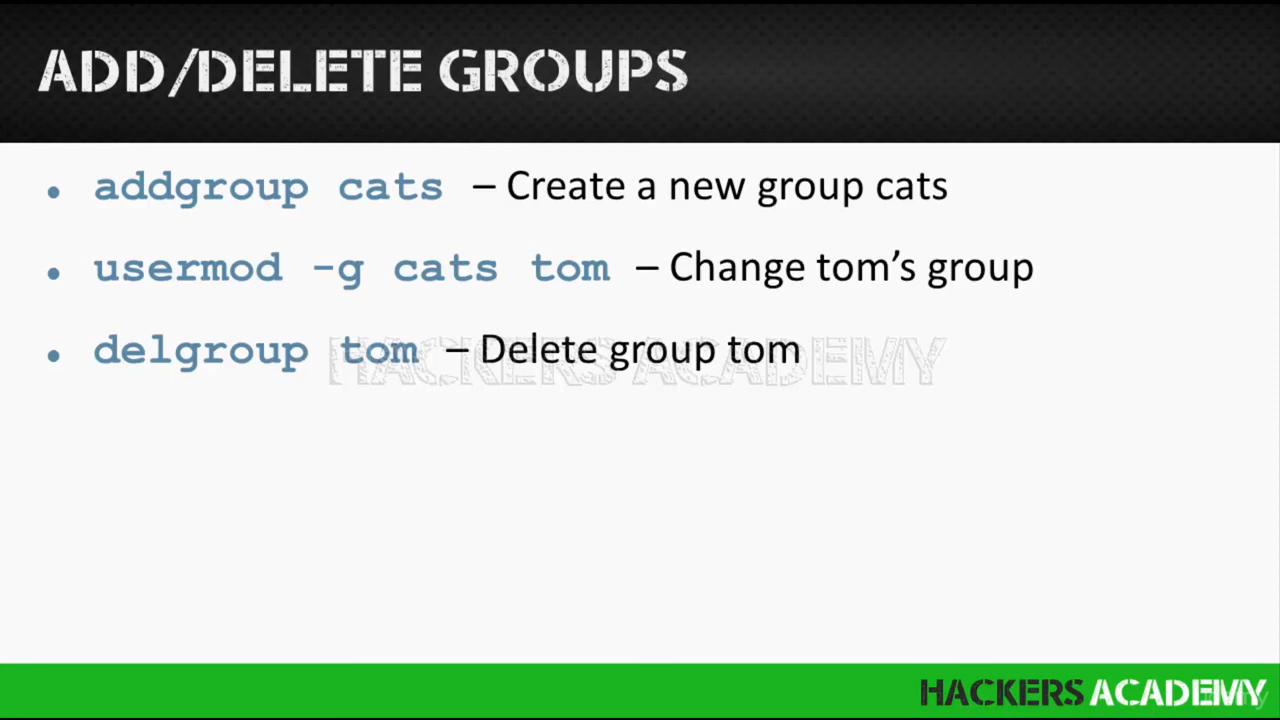 ADD/DELETE GROUPS
• addgroup cats – Create a new group cats
• usermod -g cats tom – Change tom’s group
• delgroup tom – Delete group tom
HACKERS ACADEMY
HACKERS ACADEMY